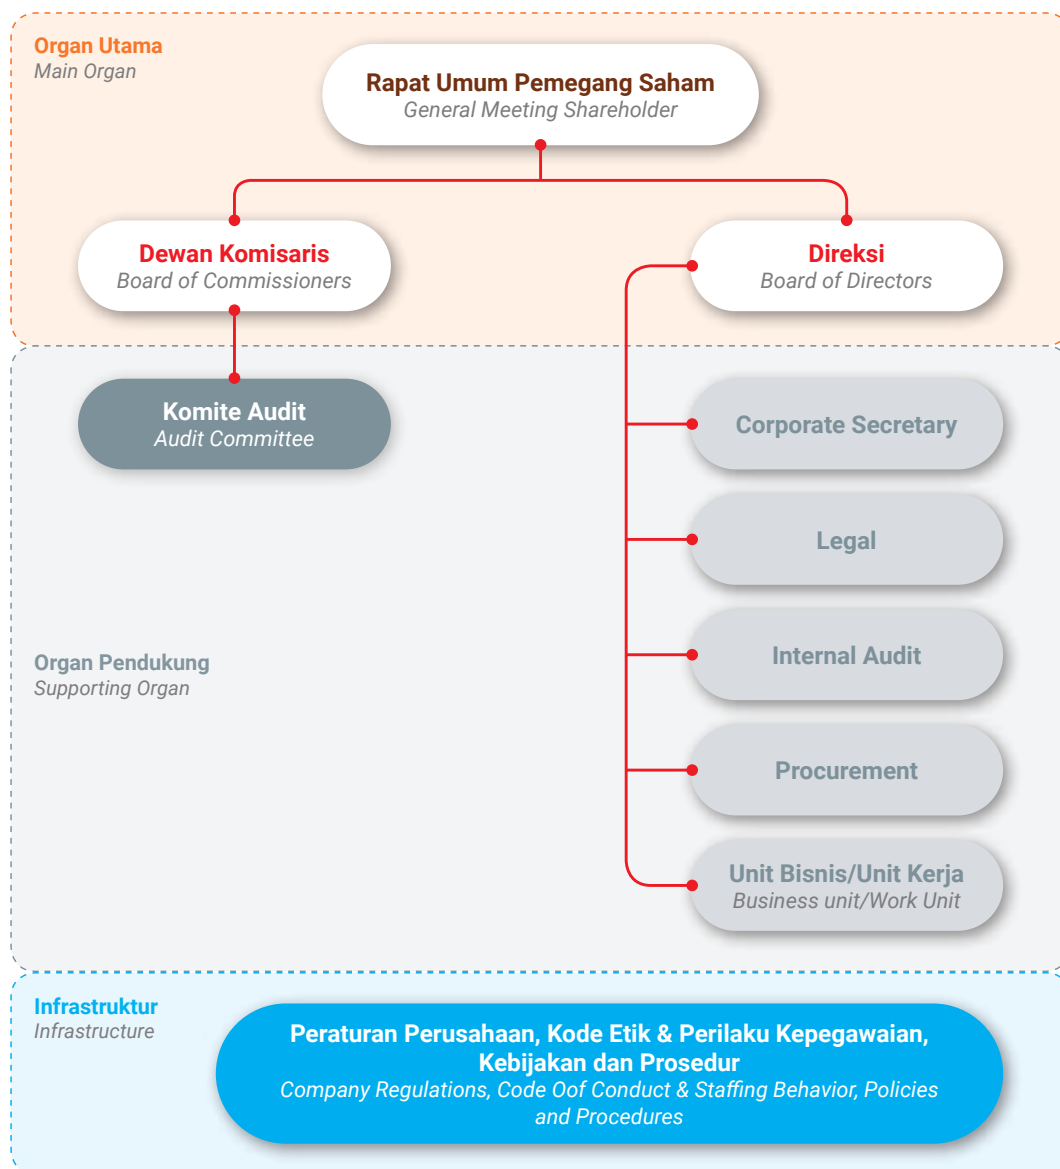 Organ Utama
Main Organ
Rapat Umum Pemegang Saham
General Meeting Shareholder
Dewan Komisaris
Board of Commissioners
Direksi
Board of Directors
Komite Audit
Audit Committee
Corporate Secretary
Legal
Internal Audit
Organ Pendukung
Supporting Organ
Procurement
Unit Bisnis/Unit Kerja
Business unit/Work Unit
Infrastruktur
Infrastructure
Peraturan Perusahaan, Kode Etik & Perilaku Kepegawaian,
Kebijakan dan Prosedur
Company Regulations, Code Oof Conduct & Staffing Behavior, Policies
and Procedures